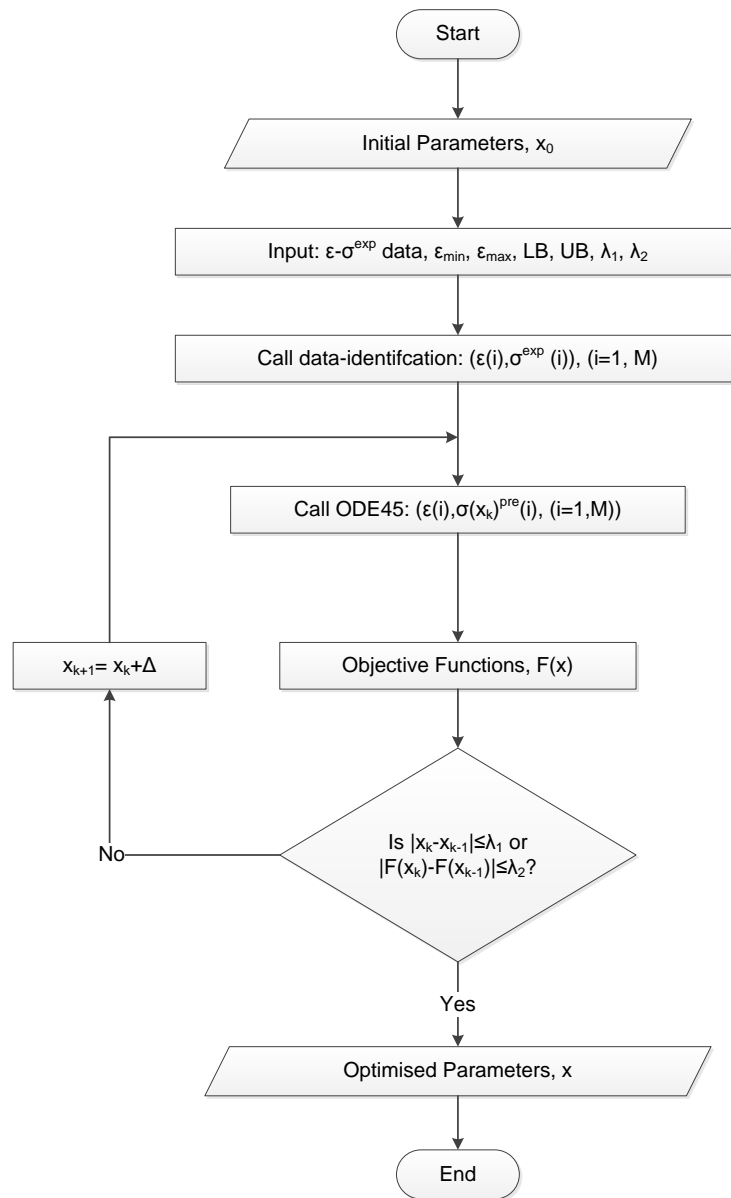 Start
Initial Parameters, x₀
Input: ε-σᵉˣᵖ data, εₘᵢₙ, εₘₐₓ, LB, UB, λ₁, λ₂
Call data-identifcation: (ε(i),σᵉˣᵖ (i)), (i=1, M)
Call ODE45: (ε(i),σ(xₖ)ᵖʳᵉ(i), (i=1,M))
xₖ₊₁= xₖ+Δ
Objective Functions, F(x)
Is |xₖ-xₖ₋₁|≤λ₁ or
|F(xₖ)-F(xₖ₋₁)|≤λ₂?
No
Yes
Optimised Parameters, x
End